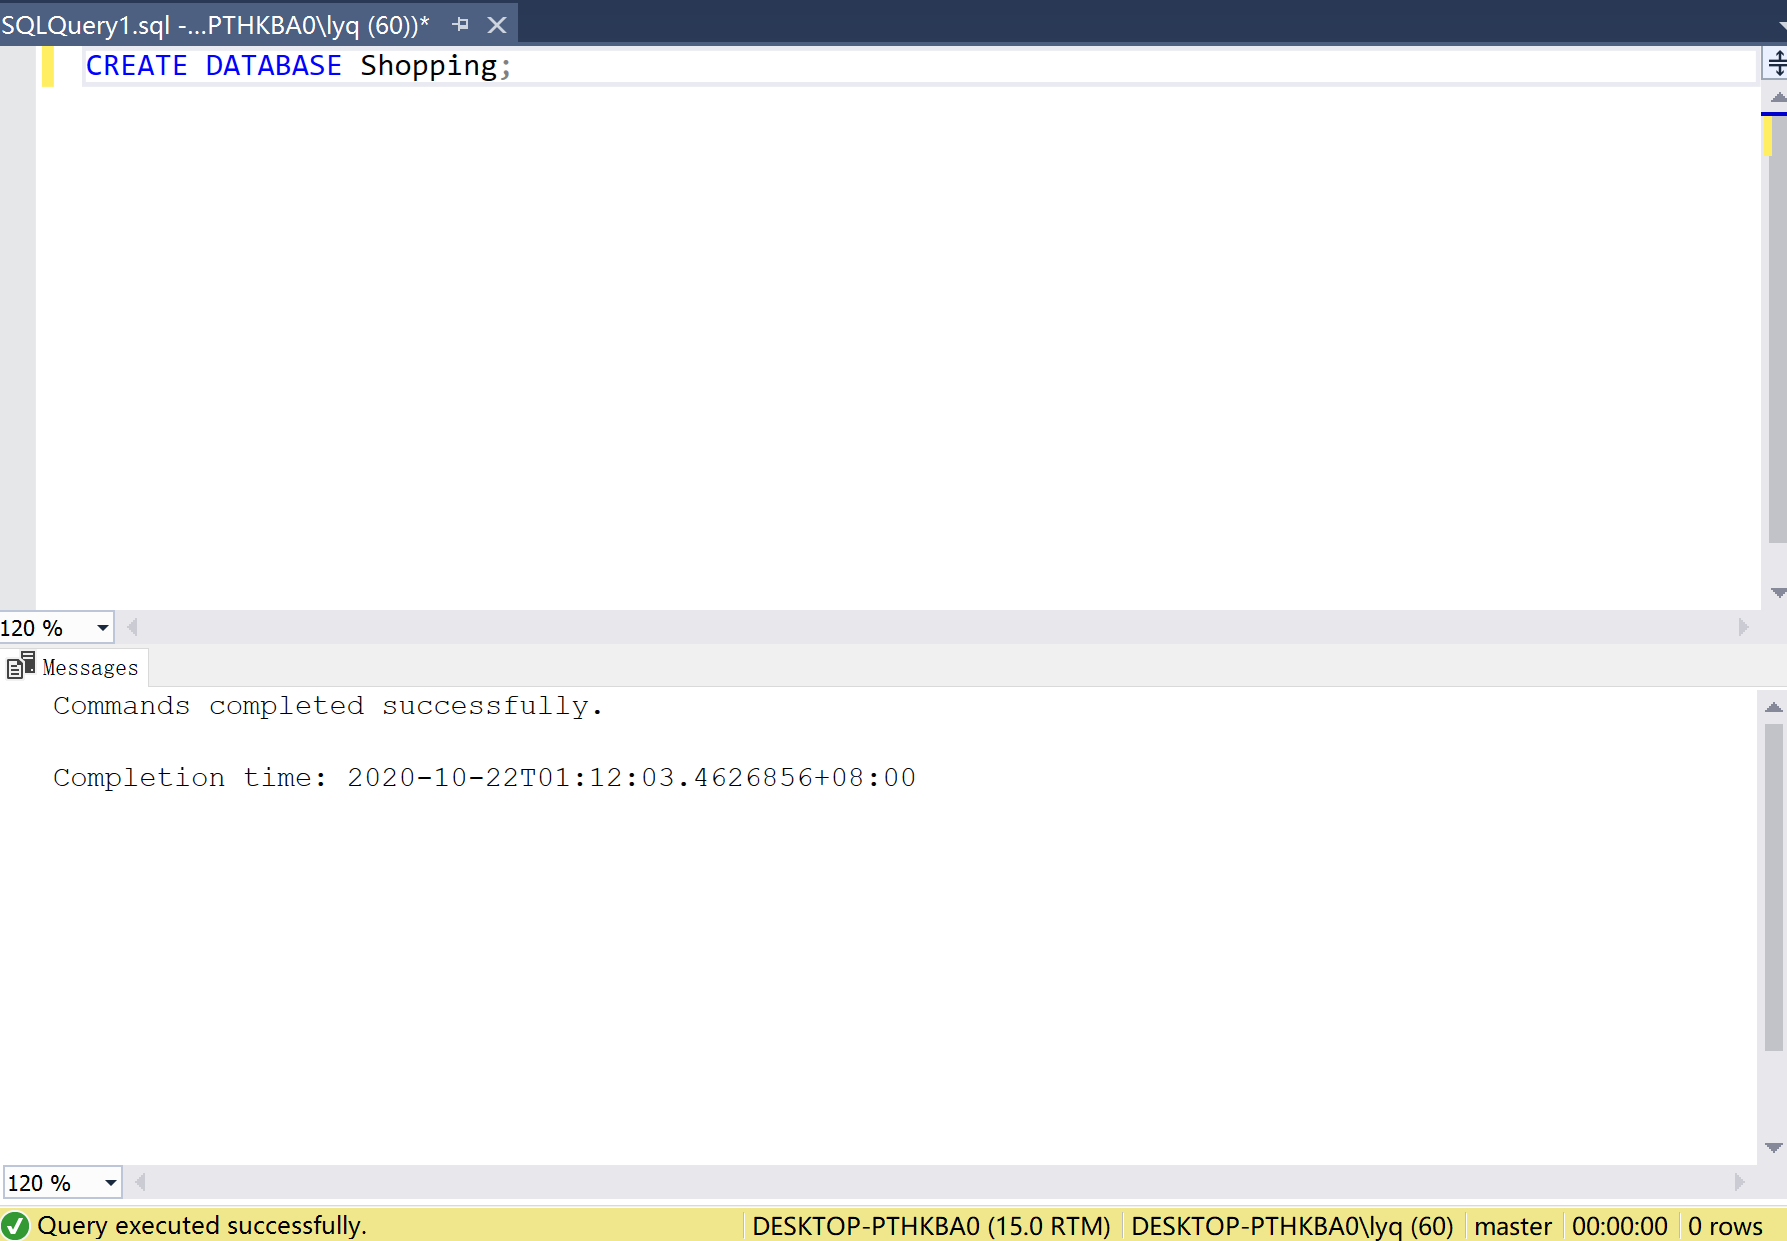 SQLQuery1.sql -...PTHKBA0\lyq (60))*
CREATE DATABASE Shopping;
120 %
Messages
Commands completed successfully.
Completion time: 2020-10-22T01:12:03.4626856+08:00
120 %
Query executed successfully. DESKTOP-PTHKBA0 (15.0 RTM) DESKTOP-PTHKBA0\lyq (60) master 00:00:00 0 rows